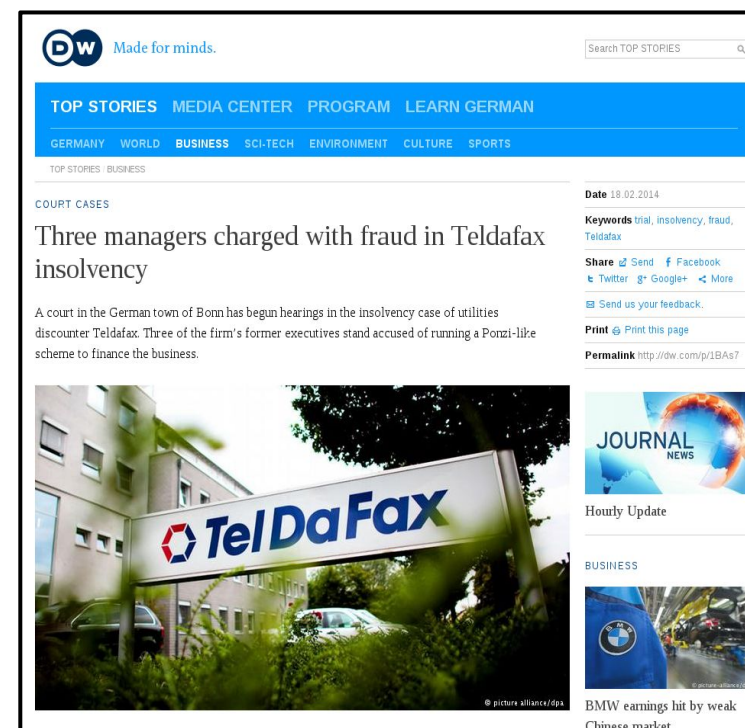 DW Made for minds.
Search TOP STORIES
TOP STORIES MEDIA CENTER PROGRAM LEARN GERMAN
GERMANY WORLD BUSINESS SCI-TECH ENVIRONMENT CULTURE SPORTS
TOP STORIES / BUSINESS
COURT CASES
Three managers charged with fraud in Teldafax
insolvency
A court in the German town of Bonn has begun hearings in the insolvency case of utilities
discounter Teldafax. Three of the firm's former executives stand accused of running a Ponzi-like
scheme to finance the business.
TelDaFax
© picture alliance/dpa
Date 18.02.2014
Keywords trial, insolvency, fraud,
Teldafax
Share Send Facebook
Twitter Google+ More
Send us your feedback.
Print Print this page
Permalink http://dw.com/p/1BAs7
JOURNAL
NEWS
Hourly Update
BUSINESS
BMW
© picture-alliance/
BMW earnings hit by weak
Chinese market